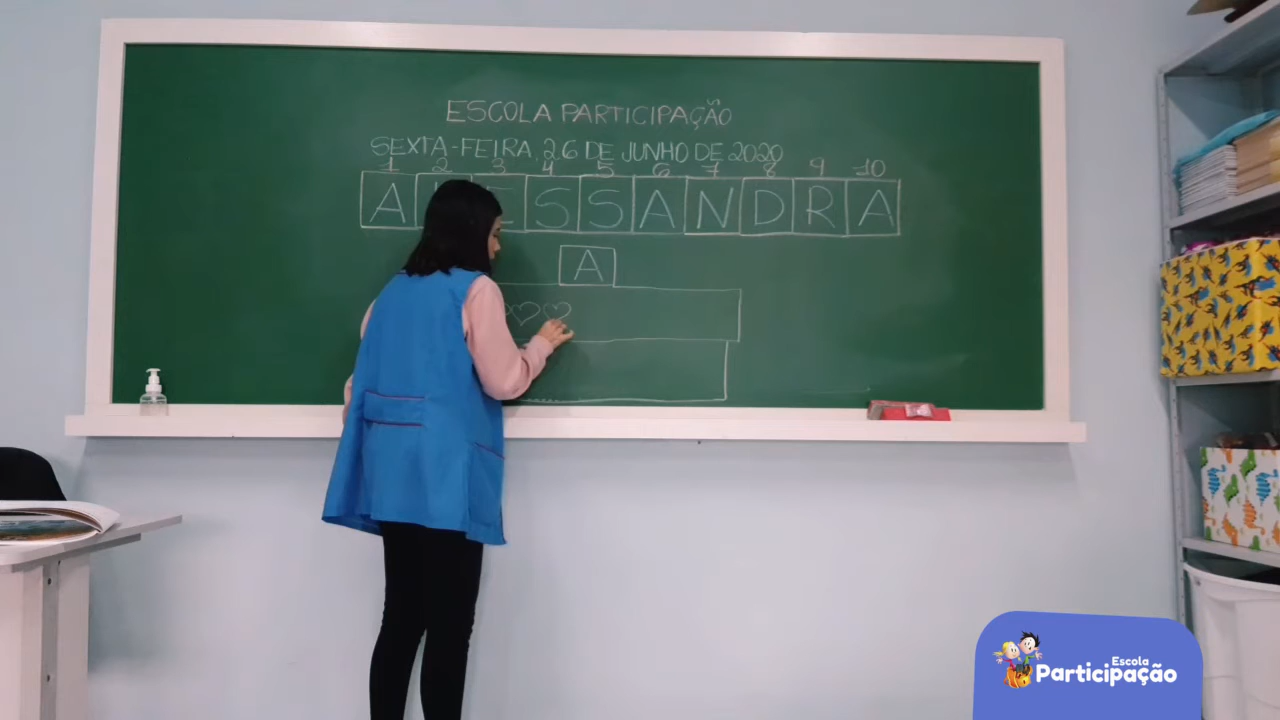 ESCOLA PARTICIPAÇÃO
SEXTA-FEIRA, 26 DE JUNHO DE 2020
1 2 3 4 5 6 7 8 9 10
A E S S A N D R A
A
Escola
Participação